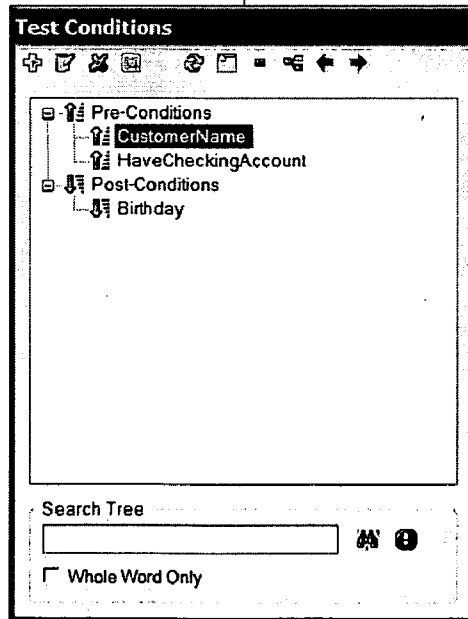 Test Conditions
Pre-Conditions
CustomerName
HaveCheckingAccount
Post-Conditions
Birthday
Search Tree
Whole Word Only